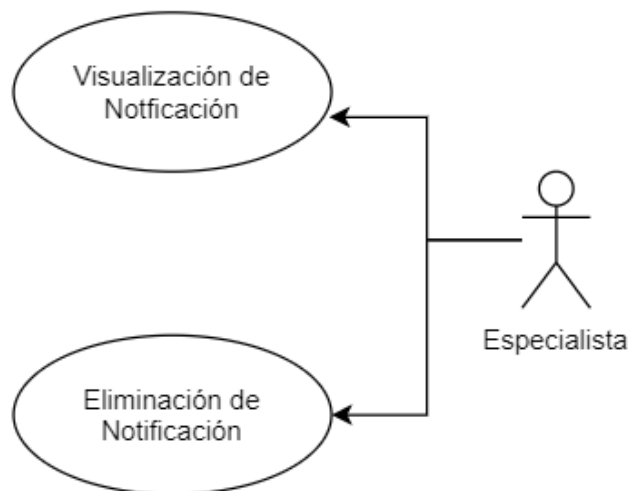 Visualización de
Notficación
Especialista
Eliminación de
Notificación